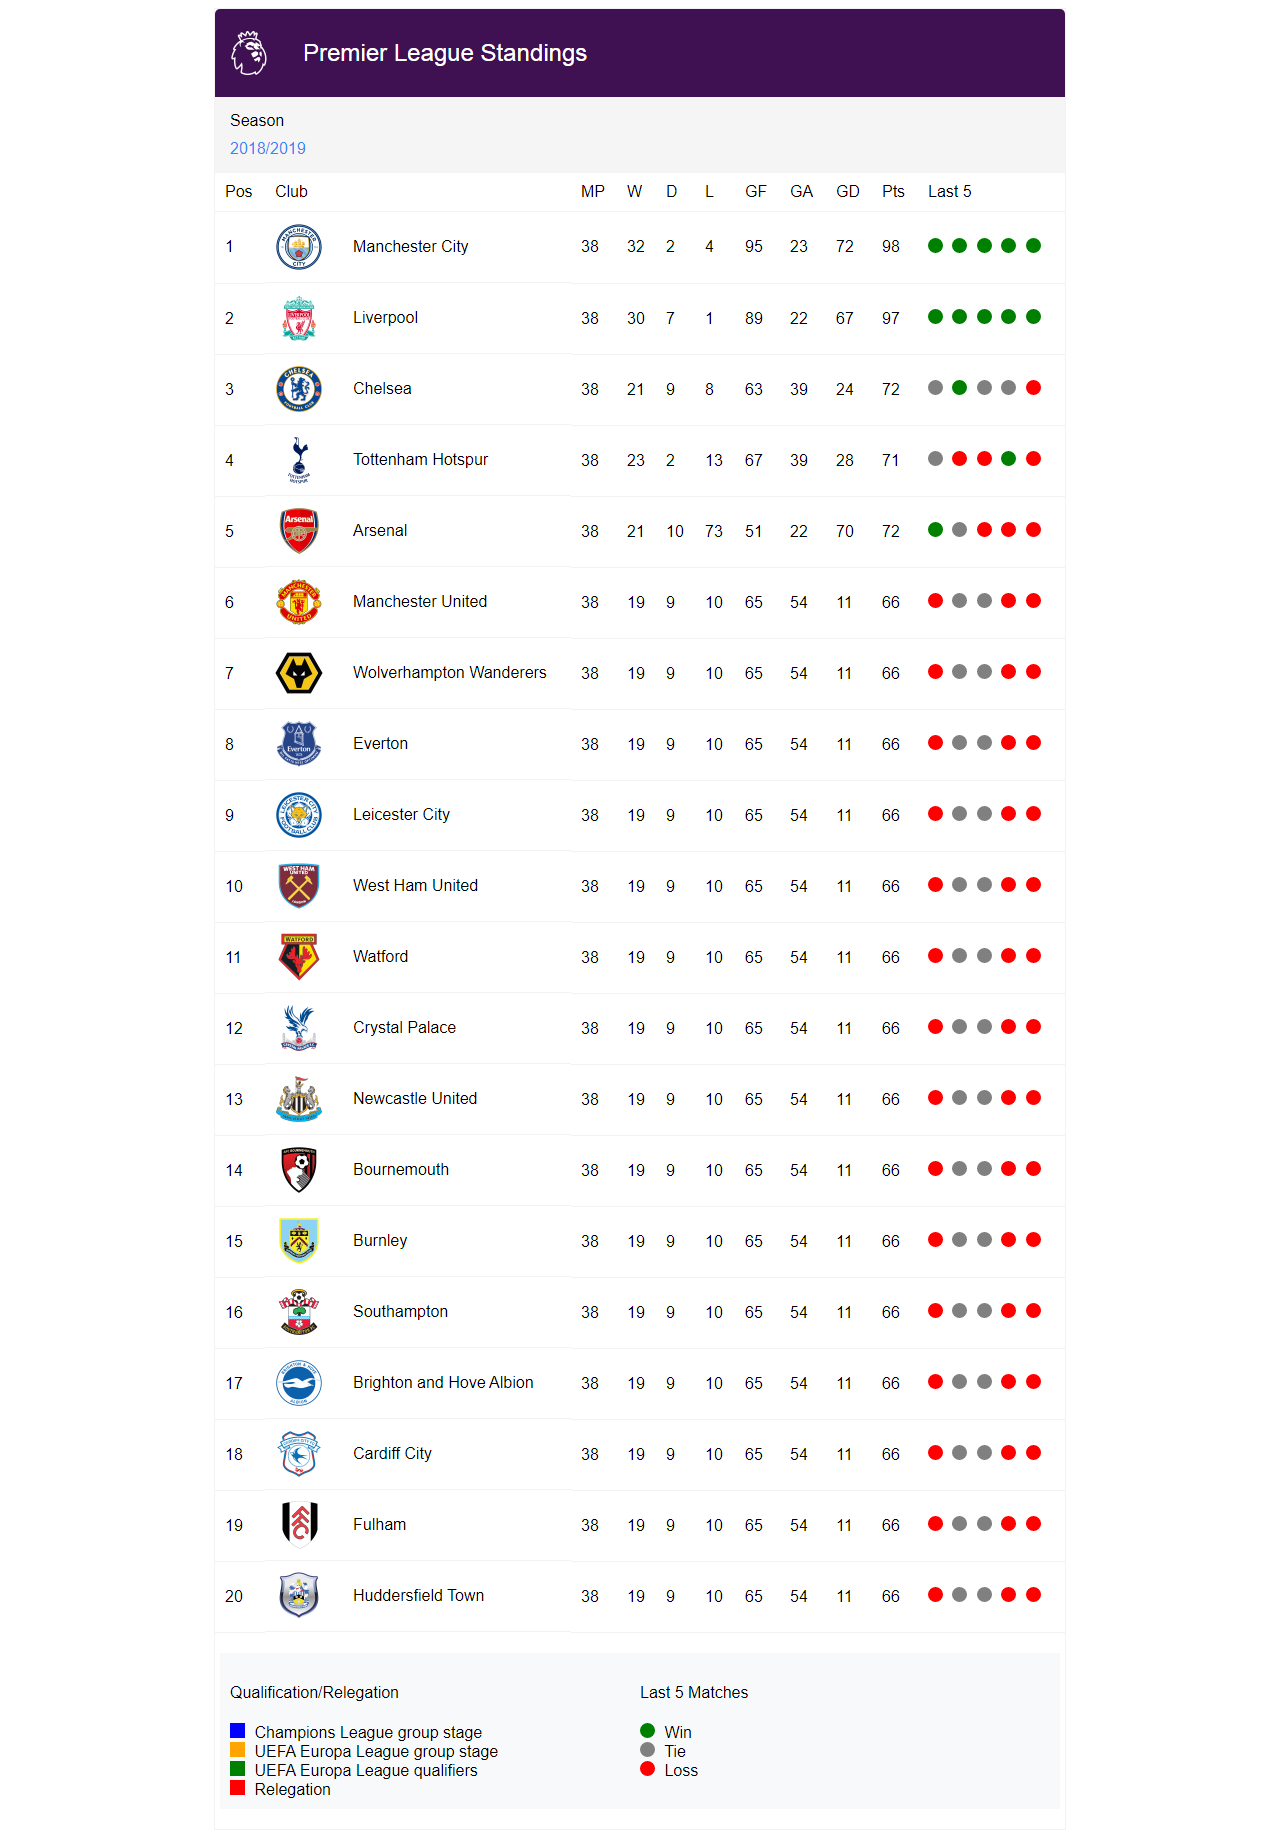 Premier League Standings
Season
2018/2019
Pos Club MP W D L GF GA GD Pts Last 5
1 Manchester City 38 32 2 4 95 23 72 98
2 Liverpool 38 30 7 1 89 22 67 97
3 Chelsea 38 21 9 8 63 39 24 72
4 Tottenham Hotspur 38 23 2 13 67 39 28 71
5 Arsenal 38 21 10 73 51 22 70 72
6 Manchester United 38 19 9 10 65 54 11 66
7 Wolverhampton Wanderers 38 19 9 10 65 54 11 66
8 Everton 38 19 9 10 65 54 11 66
9 Leicester City 38 19 9 10 65 54 11 66
10 West Ham United 38 19 9 10 65 54 11 66
11 Watford 38 19 9 10 65 54 11 66
12 Crystal Palace 38 19 9 10 65 54 11 66
13 Newcastle United 38 19 9 10 65 54 11 66
14 Bournemouth 38 19 9 10 65 54 11 66
15 Burnley 38 19 9 10 65 54 11 66
16 Southampton 38 19 9 10 65 54 11 66
17 Brighton and Hove Albion 38 19 9 10 65 54 11 66
18 Cardiff City 38 19 9 10 65 54 11 66
19 Fulham 38 19 9 10 65 54 11 66
20 Huddersfield Town 38 19 9 10 65 54 11 66
Qualification/Relegation
Champions League group stage
UEFA Europa League group stage
UEFA Europa League qualifiers
Relegation
Last 5 Matches
Win
Tie
Loss